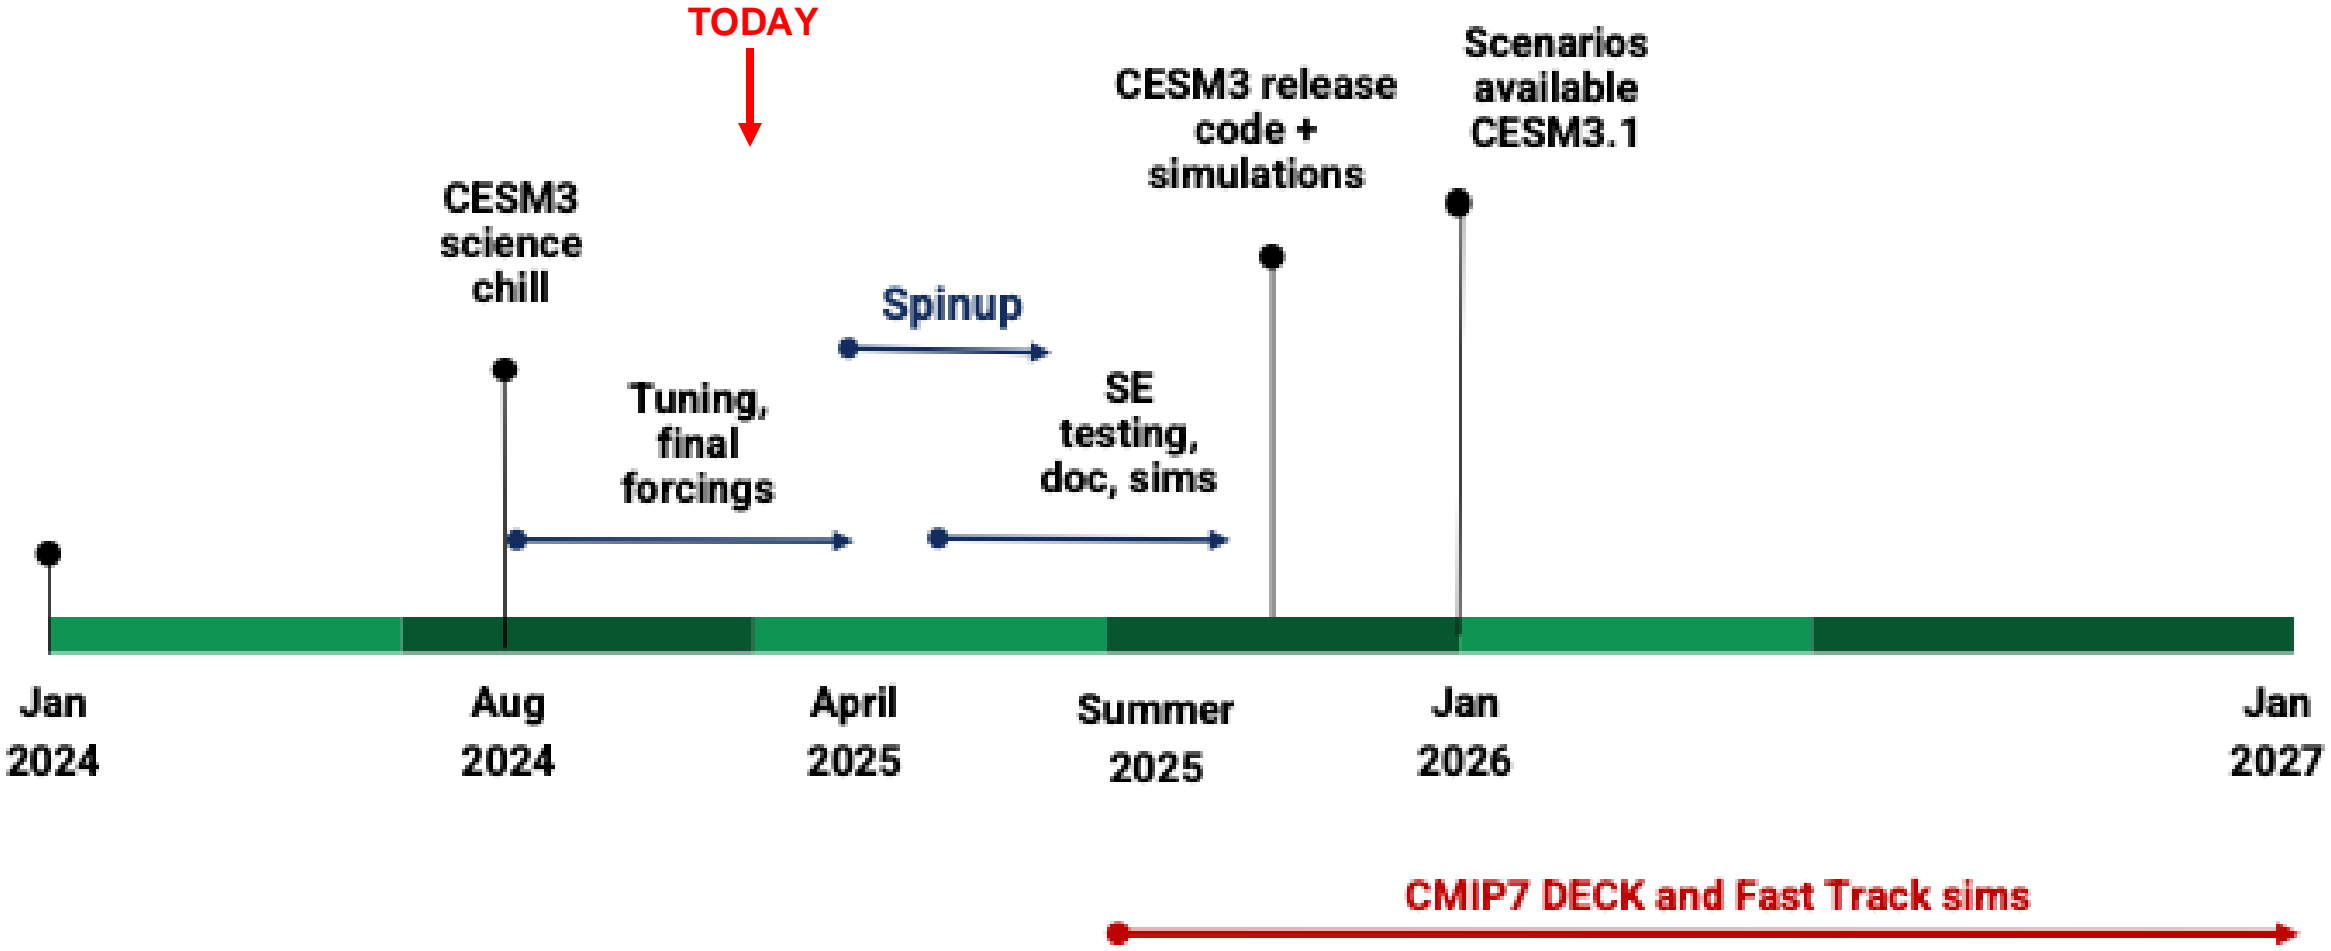 TODAY
Scenarios
available
CESM3.1
CESM3 release
code +
simulations
CESM3
science
chill
Spinup
Tuning,
final
forcings
SE
testing,
doc, sims
Jan
2024
Aug
2024
April
2025
Summer
2025
Jan
2026
Jan
2027
CMIP7 DECK and Fast Track sims